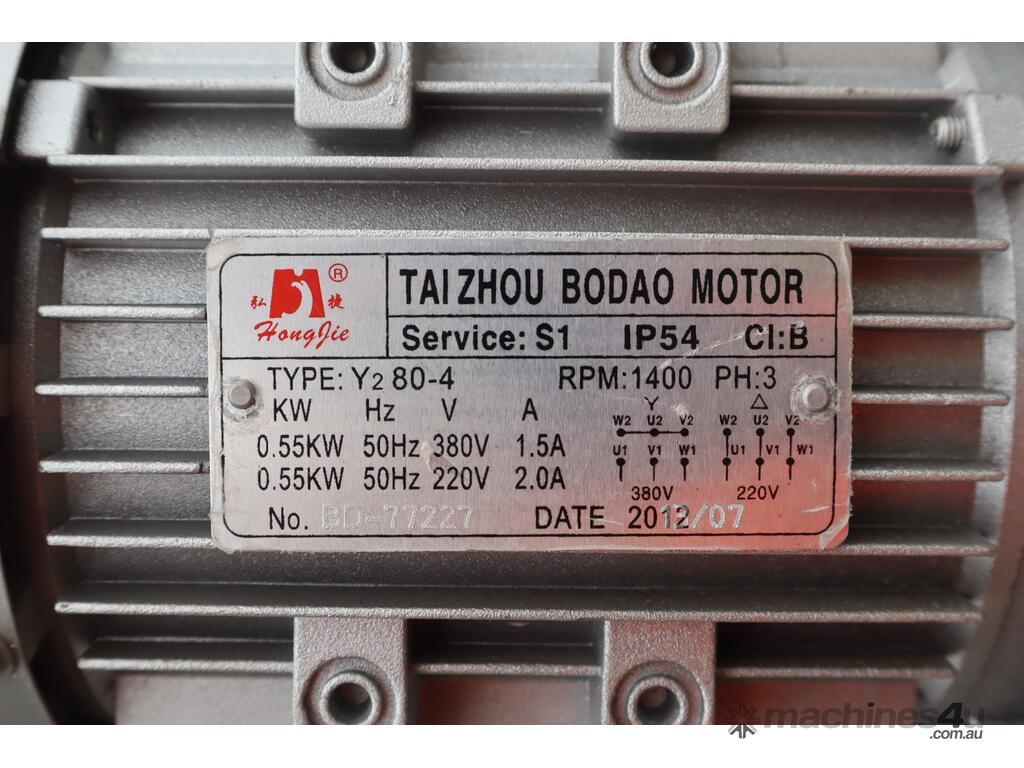 ®
弘 捷
HongJie
TAIZHOU BODAO MOTOR
Service: S1 IP54 Cl:B
TYPE: Y2 80-4 RPM:1400 PH:3
KW Hz V A
0.55KW 50Hz 380V 1.5A
0.55KW 50Hz 220V 2.0A
Y △
W2 U2 V2 W2 U2 V2
U1 V1 W1 U1 V1 W1
380V 220V
No. BD-77227 DATE 2012/07
machines4u
.com.au